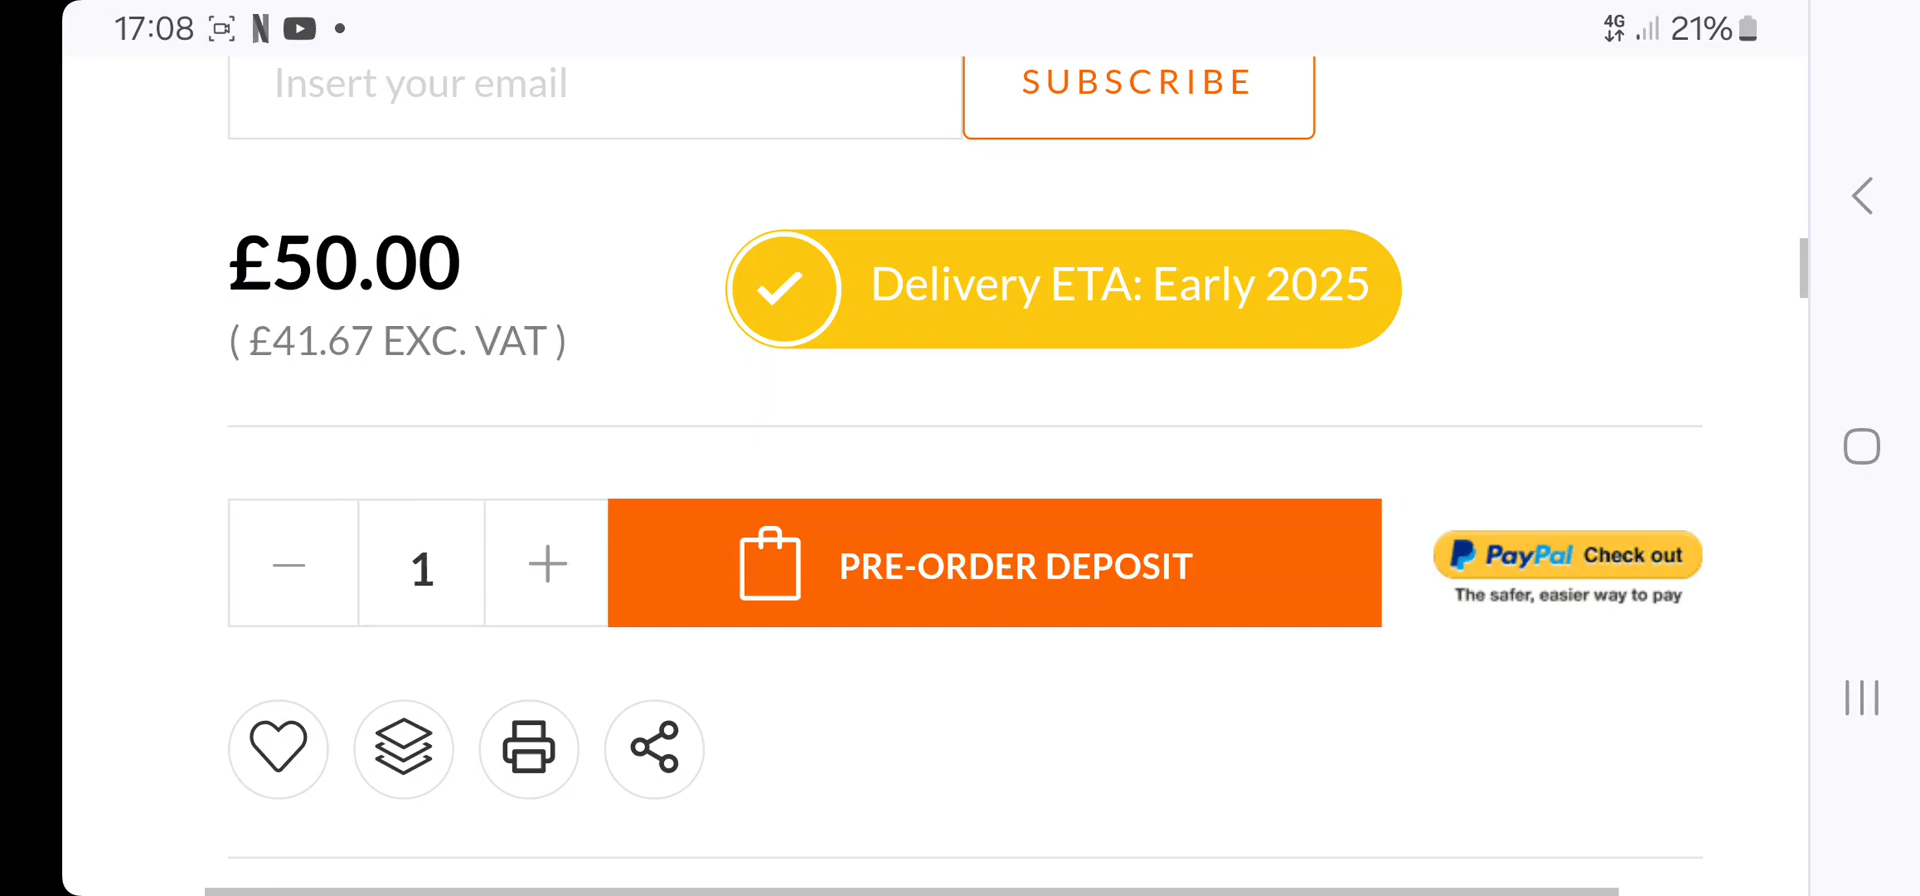 17:08
4G 21%
Insert your email
SUBSCRIBE
£50.00
Delivery ETA: Early 2025
( £41.67 EXC. VAT )
1
PRE-ORDER DEPOSIT
PayPal Check out
The safer, easier way to pay